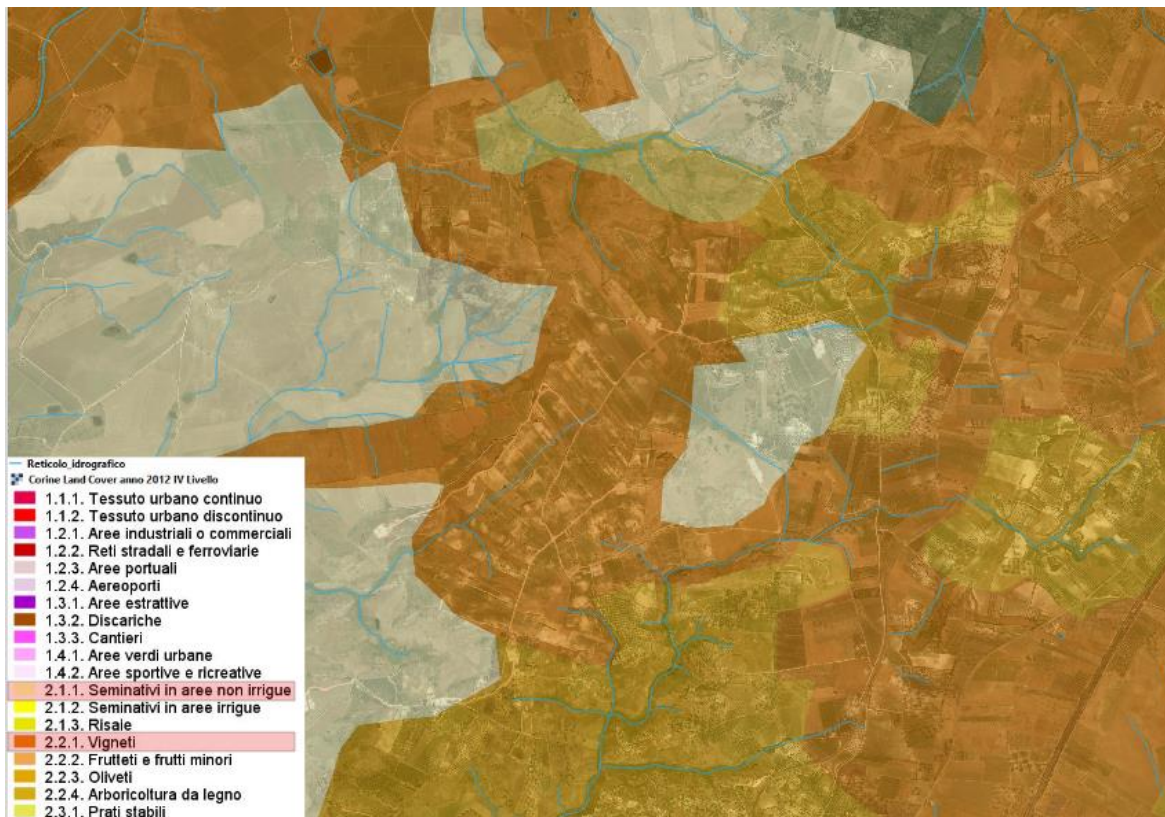 Reticolo_idrografico
Corine Land Cover anno 2012 IV Livello
1.1.1. Tessuto urbano continuo
1.1.2. Tessuto urbano discontinuo
1.2.1. Aree industriali o commerciali
1.2.2. Reti stradali e ferroviarie
1.2.3. Aree portuali
1.2.4. Aereoporti
1.3.1. Aree estrattive
1.3.2. Discariche
1.3.3. Cantieri
1.4.1. Aree verdi urbane
1.4.2. Aree sportive e ricreative
2.1.1. Seminativi in aree non irrigue
2.1.2. Seminativi in aree irrigue
2.1.3. Risaie
2.2.1. Vigneti
2.2.2. Frutteti e frutti minori
2.2.3. Oliveti
2.2.4. Arboricoltura da legno
2.3.1. Prati stabili